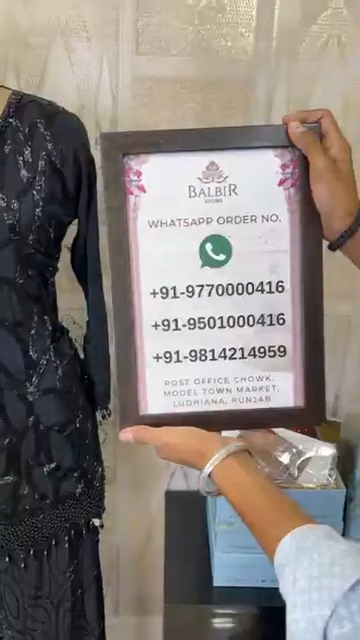 BALBIR
STORE
WHATSAPP ORDER NO.
+91-9770000416
+91-9501000416
+91-9814214959
POST OFFICE CHOWK,
MODEL TOWN MARKET,
LUDHIANA, PUNJAB